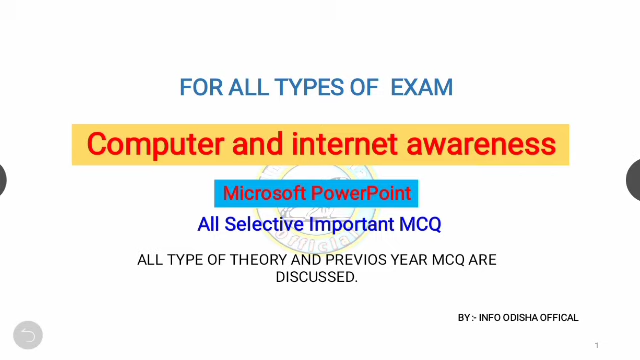 FOR ALL TYPES OF EXAM
Computer and internet awareness
Microsoft PowerPoint
All Selective Important MCQ
ALL TYPE OF THEORY AND PREVIOS YEAR MCQ ARE
DISCUSSED.
BY:- INFO ODISHA OFFICAL
1